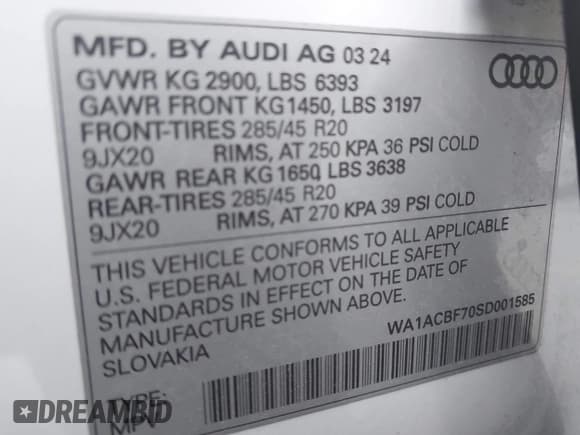 MFD. BY AUDI AG 03 24
GVWR KG 2900, LBS 6393
GAWR FRONT KG1450, LBS 3197
FRONT-TIRES 285/45 R20
9JX20 RIMS, AT 250 KPA 36 PSI COLD
GAWR REAR KG 1650, LBS 3638
REAR-TIRES 285/45 R20
9JX20 RIMS, AT 270 KPA 39 PSI COLD
THIS VEHICLE CONFORMS TO ALL APPLICABLE
U.S. FEDERAL MOTOR VEHICLE SAFETY
STANDARDS IN EFFECT ON THE DATE OF
MANUFACTURE SHOWN ABOVE.
SLOVAKIA
WA1ACBF70SD001585
TYPE:
MPV
DREAMBID